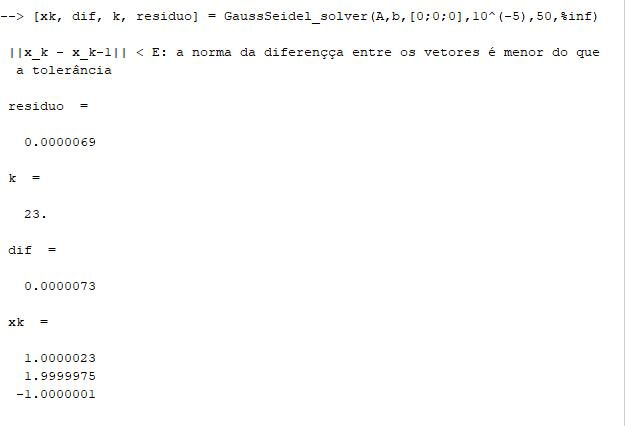 --> [xk, dif, k, residuo] = GaussSeidel_solver(A,b,[0;0;0],10^(-5),50,%inf)
||x_k - x_k-1|| < E: a norma da diferençça entre os vetores é menor do que
a tolerância
residuo  =
0.0000069
k  =
23.
dif  =
0.0000073
xk  =
1.0000023
1.9999975
-1.0000001